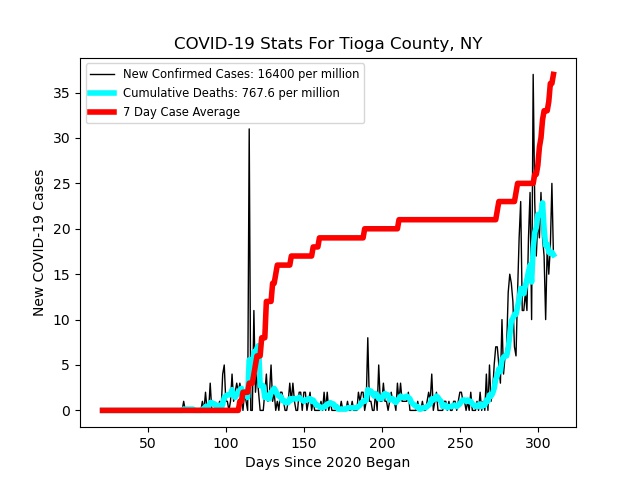 COVID-19 Stats For Tioga County, NY
New Confirmed Cases: 16400 per million
Cumulative Deaths: 767.6 per million
7 Day Case Average
New COVID-19 Cases
35
30
25
20
15
10
5
0
50
100
150
200
250
300
Days Since 2020 Began